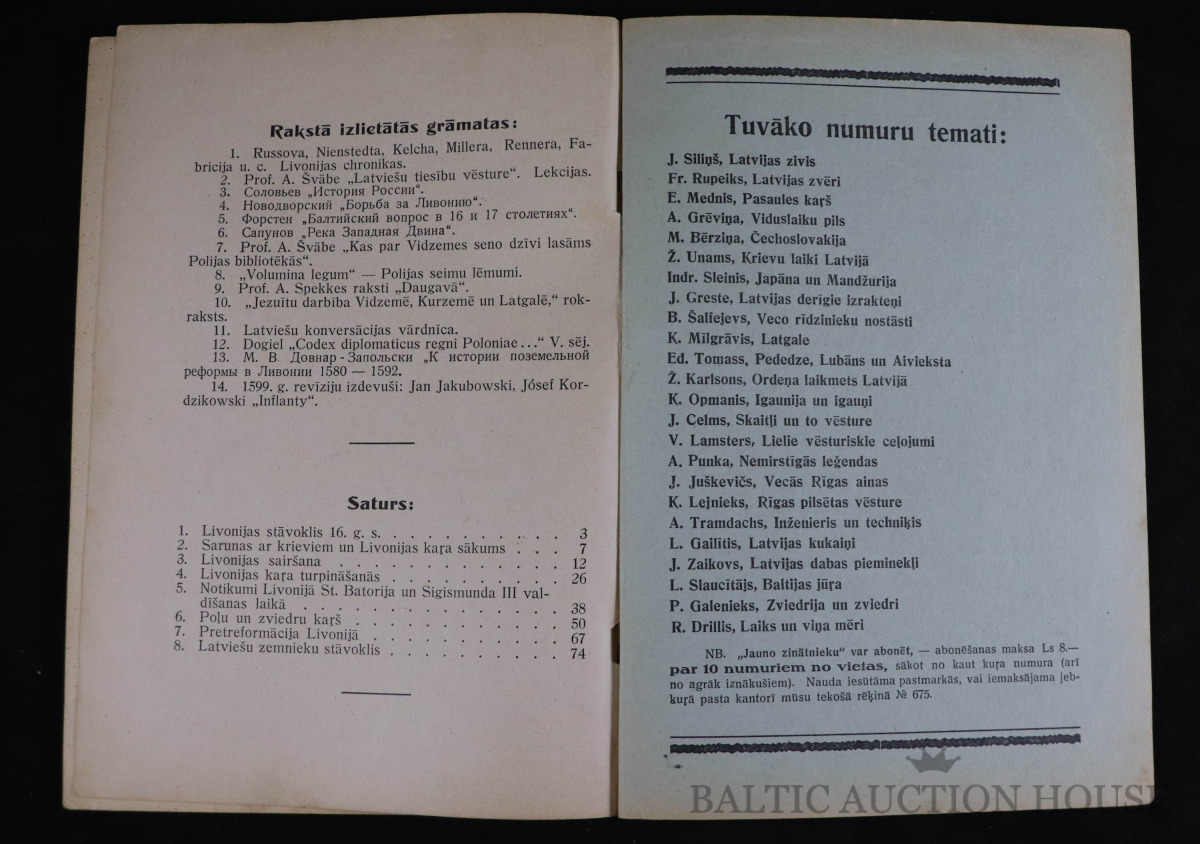 Rakstā izlietātās grāmatas:
1. Russova, Nienstedta, Kelcha, Millera, Rennera, Fa-
bricija u. c. Livonijas chronikas.
2. Prof. A. Švābe „Latviešu tiesību vēsture“. Lekcijas.
3. Соловьев „История России“.
4. Новодворский „Борьба за Ливонию“.
5. Форстен „Балтийский вопрос в 16 и 17 столетиях“.
6. Сапунов „Река Западная Двина“.
7. Prof. A. Švābe „Kas par Vidzemes seno dzīvi lasāms
Polijas bibliotēkās“.
8. „Volumina legum“ — Polijas seimu lēmumi.
9. Prof. A. Spekkes raksti „Daugavā“.
10. „Jezuītu darbība Vidzemē, Kurzemē un Latgalē,“ rok-
raksts.
11. Latviešu konversācijas vārdnīca.
12. Dogiel „Codex diplomaticus regni Poloniae...“ V. sēj.
13. М. В. Довнар-Запольски „К истории поземельной
реформы в Ливонии 1580 — 1592.
14. 1599. g. revīziju izdevuši: Jan Jakubowski, Józef Kor-
dzikowski „Inflanty“.
Saturs:
1. Livonijas stāvoklis 16. g. s. . . . . . . . . . . 3
2. Sarunas ar krieviem un Livonijas kaŗa sākums . . . 7
3. Livonijas sairšana . . . . . . . . . . . . . 12
4. Livonijas kaŗa turpināšanās . . . . . . . . . 26
5. Notikumi Livonijā St. Batorija un Sigismunda III val-
dīšanas laikā . . . . . . . . . . . . . 38
6. Poļu un zviedru kaŗš . . . . . . . . . . . 50
7. Pretreformācija Livonijā . . . . . . . . . . 67
8. Latviešu zemnieku stāvoklis . . . . . . . . . 74
Tuvāko numuru temati:
J. Siliņš, Latvijas zivis
Fr. Rupeiks, Latvijas zvēri
E. Mednis, Pasaules kaŗš
A. Grēviņa, Viduslaiku pils
M. Bērziņa, Čechoslovakija
Ž. Unams, Krievu laiki Latvijā
Indr. Sleinis, Japāna un Mandžurija
J. Greste, Latvijas derīgie izrakteņi
B. Šalfejevs, Veco rīdzinieku nostāsti
K. Mīlgrāvis, Latgale
Ed. Tomass, Pededze, Lubāns un Aiviekstа
Ž. Karlsons, Ordeņa laikmets Latvijā
K. Opmanis, Igaunija un igauņi
J. Celms, Skaitļi un to vēsture
V. Lamsters, Lielie vēsturiskie ceļojumi
A. Punka, Nemirstīgās leģendas
J. Juškevičs, Vecās Rīgas ainas
K. Lejnieks, Rīgas pilsētas vēsture
A. Tramdachs, Inženieris un techniķis
L. Gailītis, Latvijas kukaiņi
J. Zaikovs, Latvijas dabas pieminekļi
L. Slaucītājs, Baltijas jūra
P. Galenieks, Zviedrija un zviedri
R. Drillis, Laiks un viņa mēri
NB. „Jauno zinātnieku“ var abonēt, — abonēšanas maksa Ls 8.—
par 10 numuriem no vietas, sākot no kaut kuŗa numura (arī
no agrāk iznākušiem). Nauda iesūtāma pastmarkās, vai iemaksājama jeb-
kuŗā pasta kantorī mūsu tekošā rēķinā № 675.
BALTIC AUCTION HOUSE